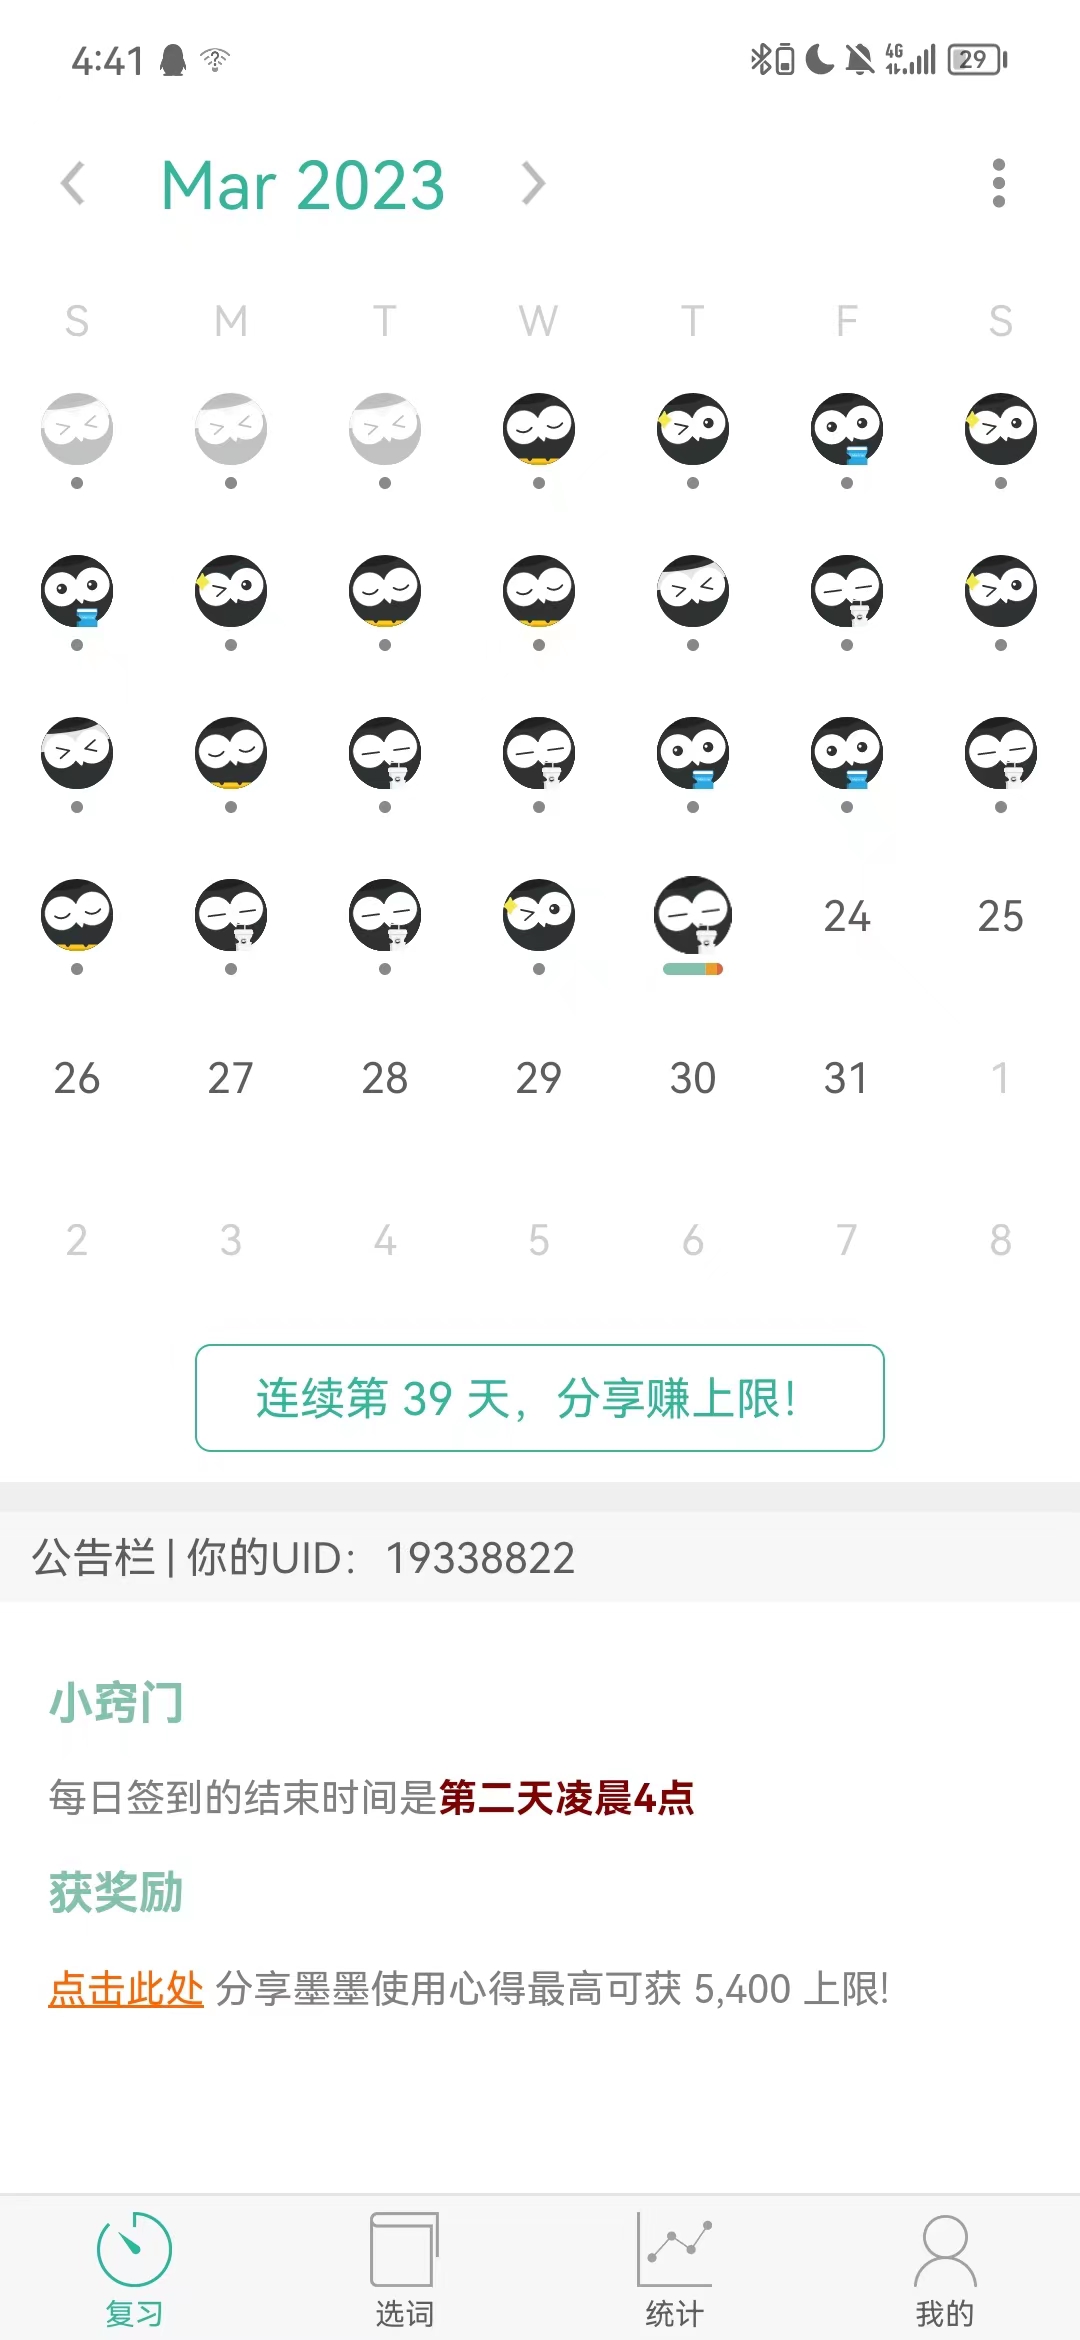 4:41 4G 29
Mar 2023
S M T W T F S
24 25
26 27 28 29 30 31 1
2 3 4 5 6 7 8
连续第 39 天，分享赚上限！
公告栏 | 你的UID： 19338822
小窍门
每日签到的结束时间是第二天凌晨4点
获奖励
点击此处 分享墨墨使用心得最高可获 5,400 上限!
复习 选词 统计 我的